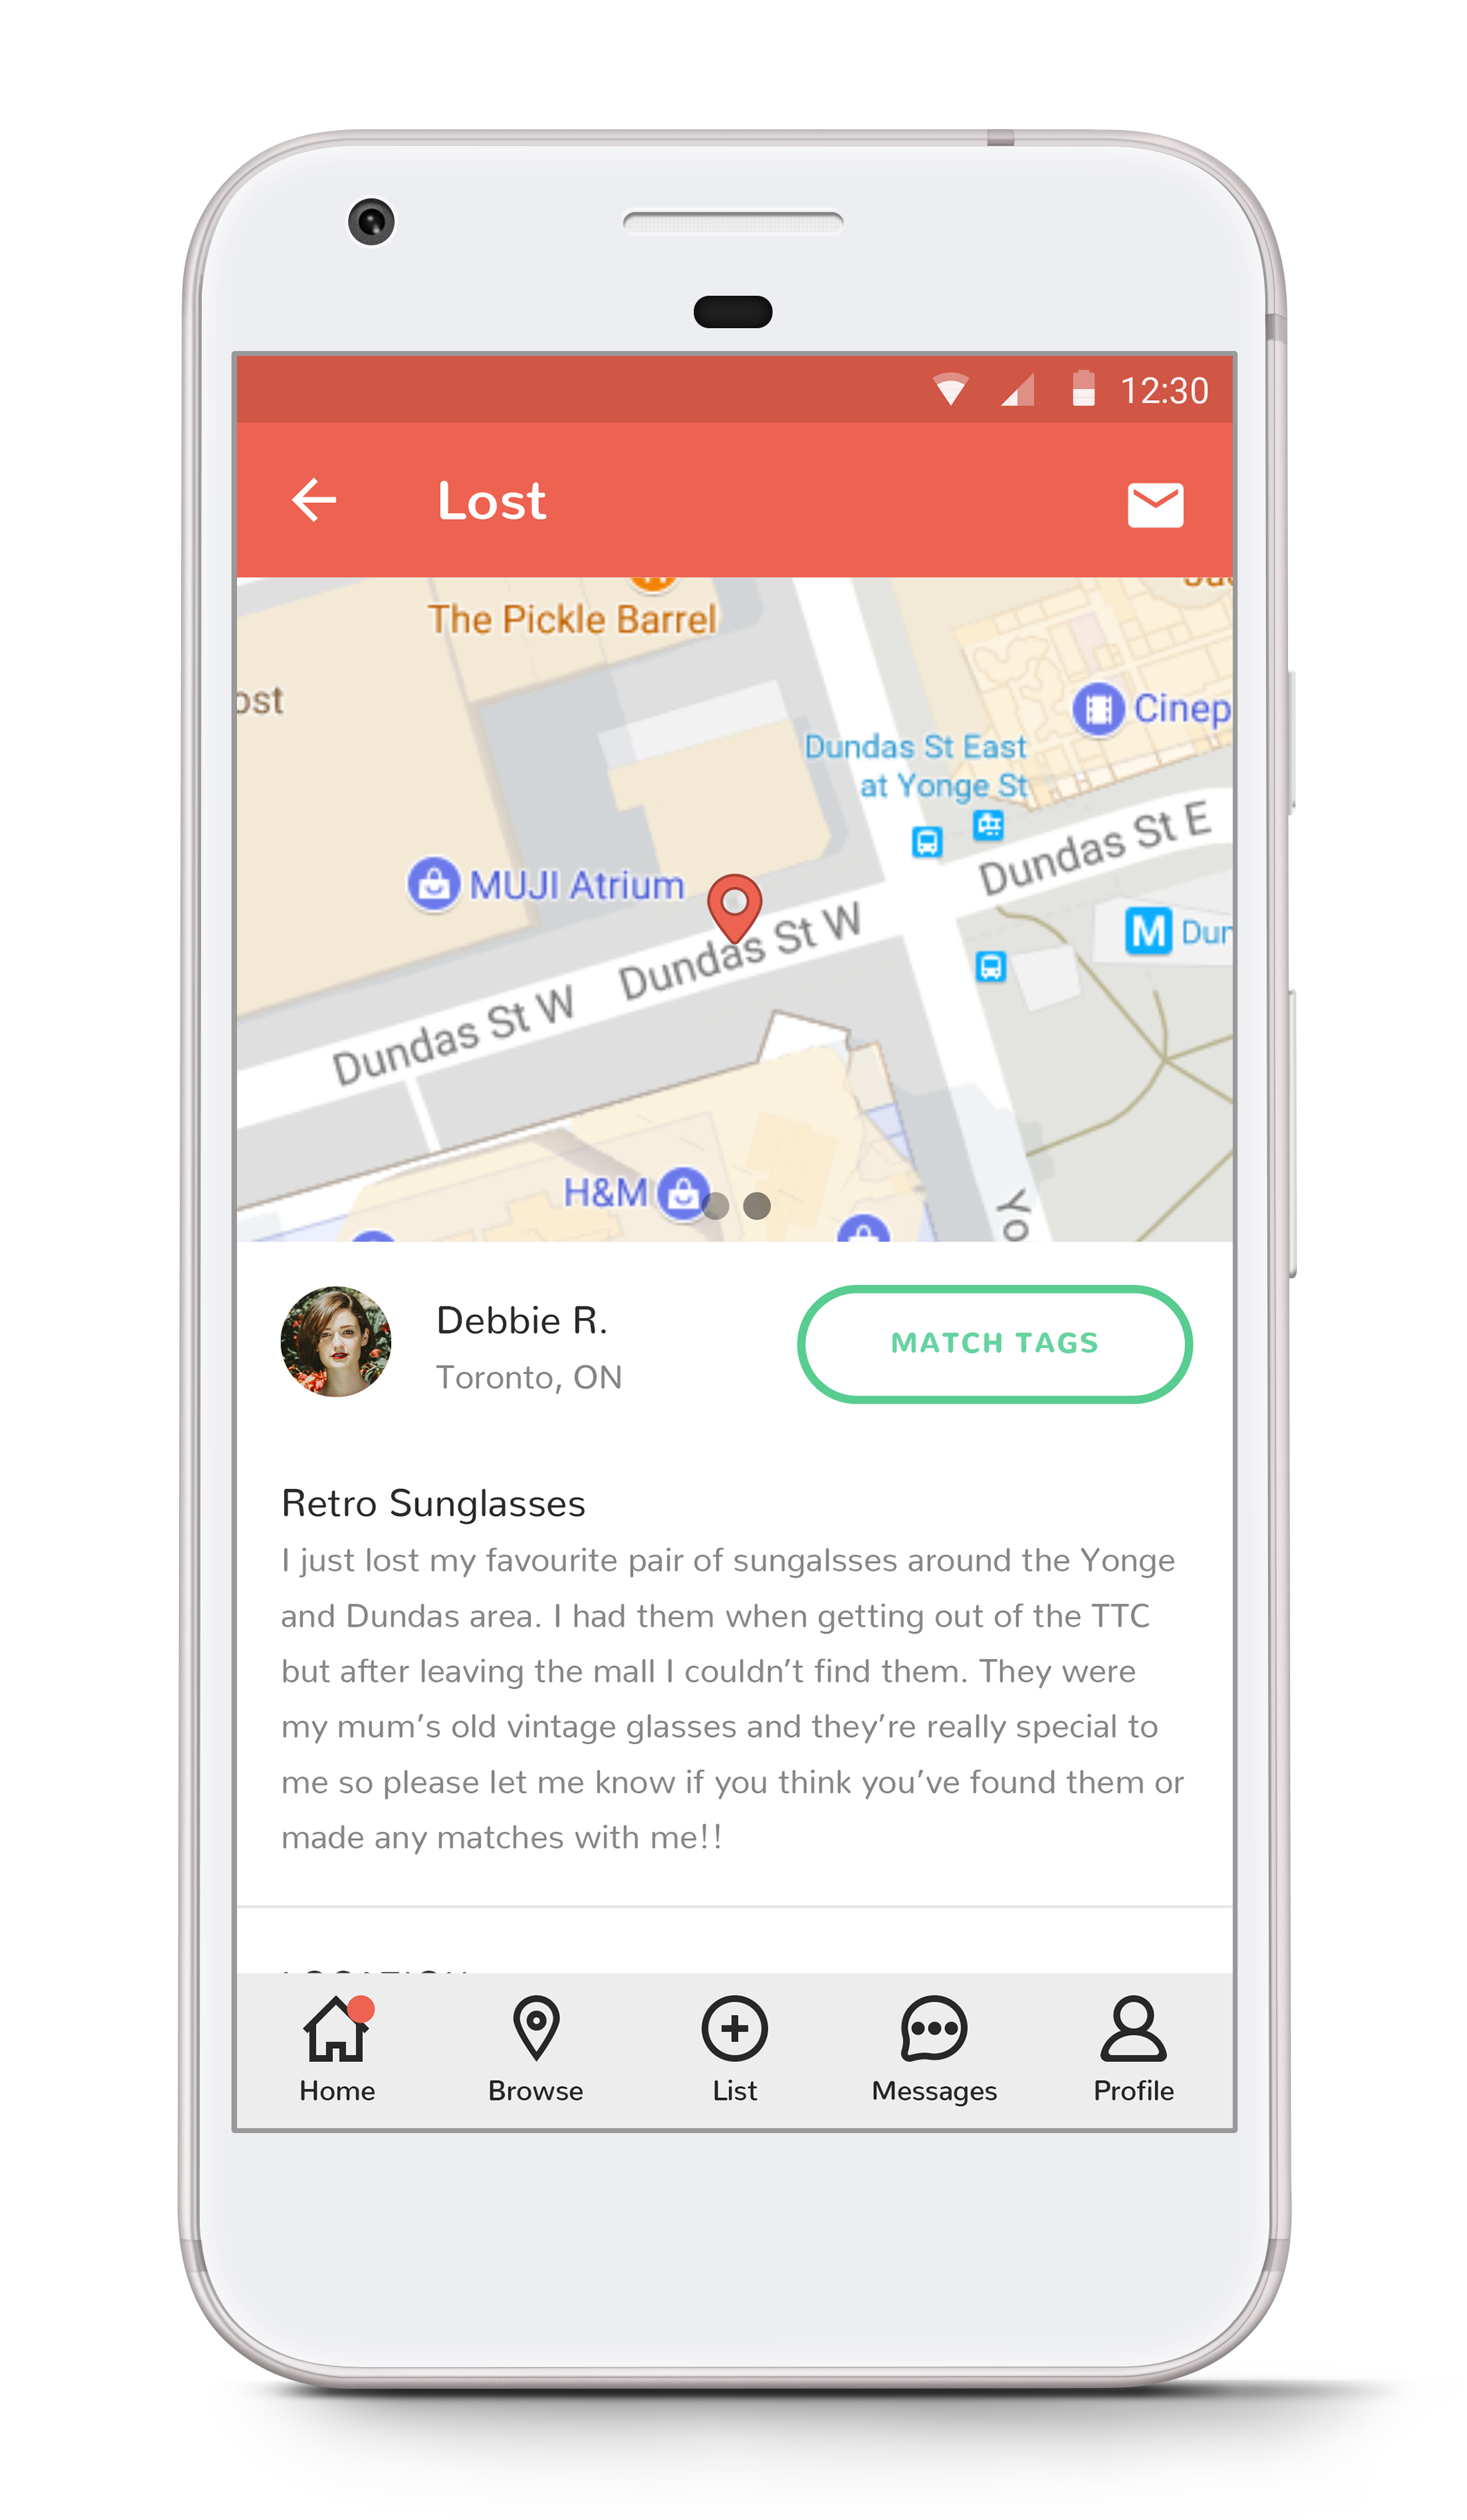 12:30
Lost
The Pickle Barrel
ost
Cinep
Dundas St East
at Yonge St
Dundas St E
MUJI Atrium
M Dun
Dundas St W
Dundas St W
H&M
Yo
Debbie R.
Toronto, ON
MATCH TAGS
Retro Sunglasses
I just lost my favourite pair of sungalsses around the Yonge
and Dundas area. I had them when getting out of the TTC
but after leaving the mall I couldn’t find them. They were
my mum’s old vintage glasses and they’re really special to
me so please let me know if you think you’ve found them or
made any matches with me!!
Home
Browse
List
Messages
Profile